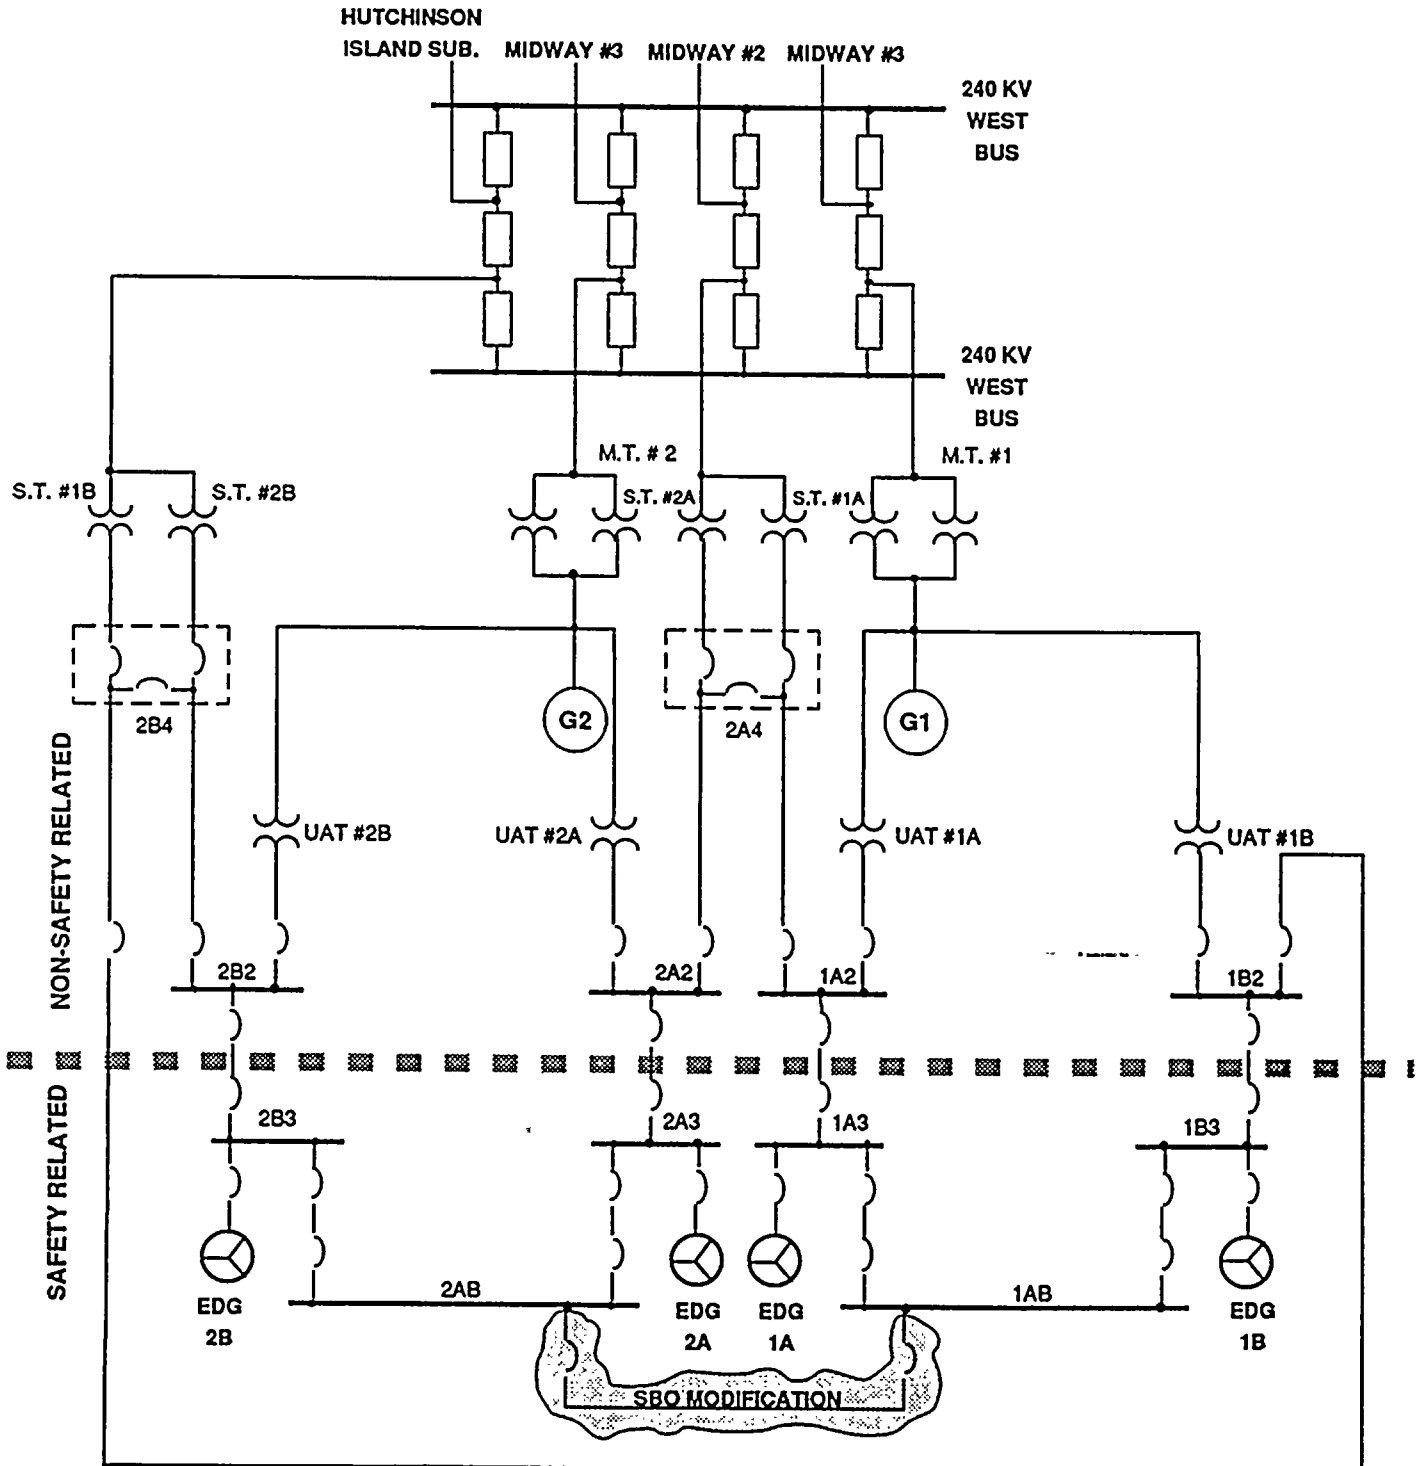 HUTCHINSON
ISLAND SUB.
MIDWAY #3
MIDWAY #2
MIDWAY #3
240 KV
WEST
BUS
240 KV
WEST
BUS
M.T. # 2
M.T. #1
S.T. #1B
S.T. #2B
S.T. #2A
S.T. #1A
2B4
G2
2A4
G1
NON-SAFETY RELATED
UAT #2B
UAT #2A
UAT #1A
UAT #1B
2B2
2A2
1A2
1B2
SAFETY RELATED
2B3
2A3
1A3
1B3
2AB
1AB
EDG
2B
EDG
2A
EDG
1A
EDG
1B
SBO MODIFICATION